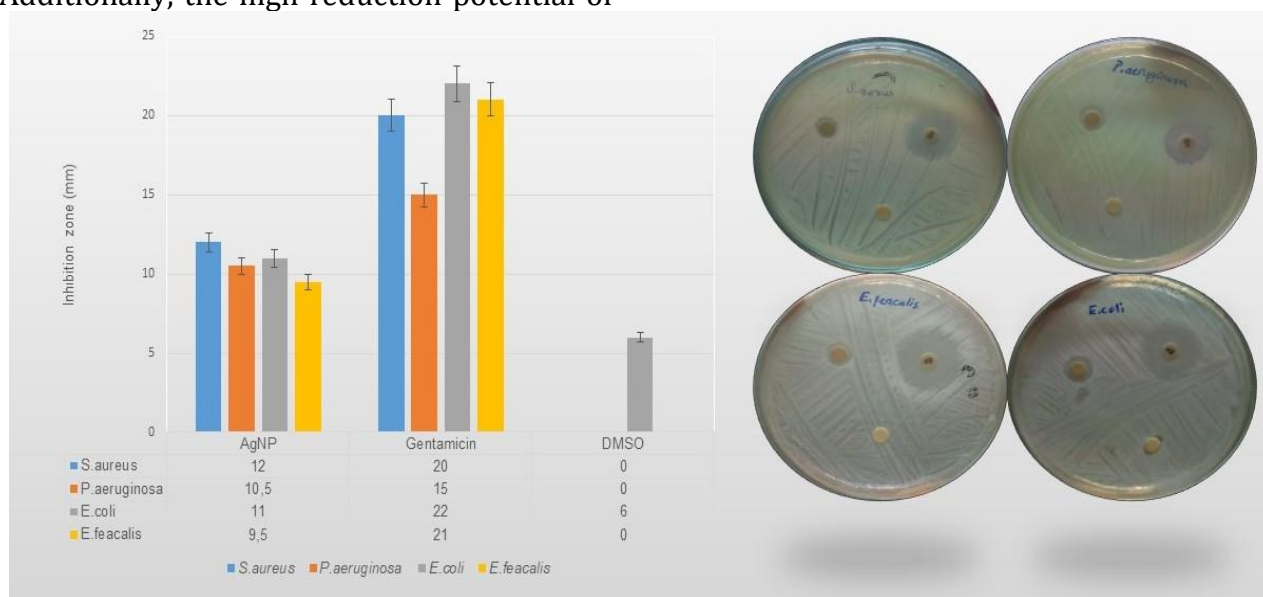 Additionally, the high reduction potential of
25
20
15
10
5
0
Inhibition zone (mm)
AgNP Gentamicin DMSO
S.aureus 12 20 0
P.aeruginosa 10,5 15 0
E.coli 11 22 6
E.feacalis 9,5 21 0
S.aureus P.aeruginosa E.coli E.feacalis
S.aureus
P.aeruginosa
E.feacalis
E.coli